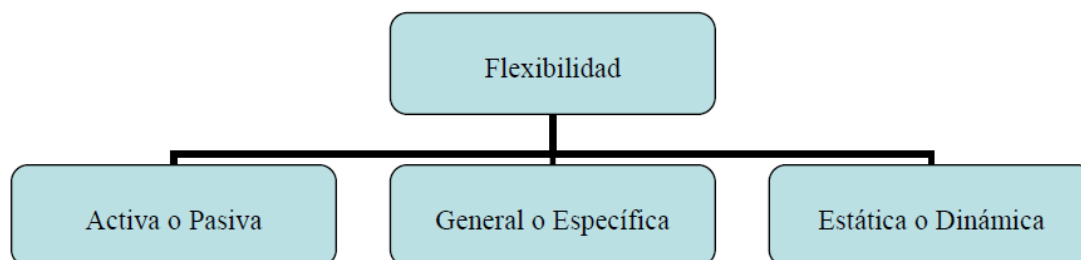 Flexibilidad
Activa o Pasiva
General o Específica
Estática o Dinámica